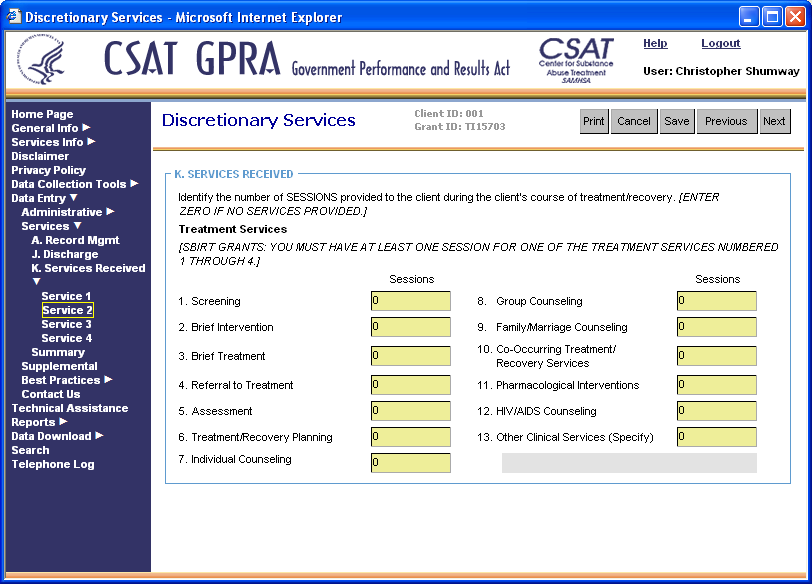 Discretionary Services - Microsoft Internet Explorer
CSAT GPRA Government Performance and Results Act
CSAT
Center for Substance
Abuse Treatment
SAMHSA
Help Logout
User: Christopher Shumway
Home Page
General Info
Services Info
Disclaimer
Privacy Policy
Data Collection Tools
Data Entry
Administrative
Services
A. Record Mgmt
J. Discharge
K. Services Received
Service 1
Service 2
Service 3
Service 4
Summary
Supplemental
Best Practices
Contact Us
Technical Assistance
Reports
Data Download
Search
Telephone Log
Discretionary Services
Client ID: 001
Grant ID: TI15703
Print Cancel Save Previous Next
K. SERVICES RECEIVED
Identify the number of SESSIONS provided to the client during the client's course of treatment/recovery. [ENTER
ZERO IF NO SERVICES PROVIDED.]
Treatment Services
[SBIRT GRANTS: YOU MUST HAVE AT LEAST ONE SESSION FOR ONE OF THE TREATMENT SERVICES NUMBERED
1 THROUGH 4.]
Sessions
1. Screening 0
2. Brief Intervention 0
3. Brief Treatment 0
4. Referral to Treatment 0
5. Assessment 0
6. Treatment/Recovery Planning 0
7. Individual Counseling 0
Sessions
8. Group Counseling 0
9. Family/Marriage Counseling 0
10. Co-Occurring Treatment/
Recovery Services 0
11. Pharmacological Interventions 0
12. HIV/AIDS Counseling 0
13. Other Clinical Services (Specify) 0